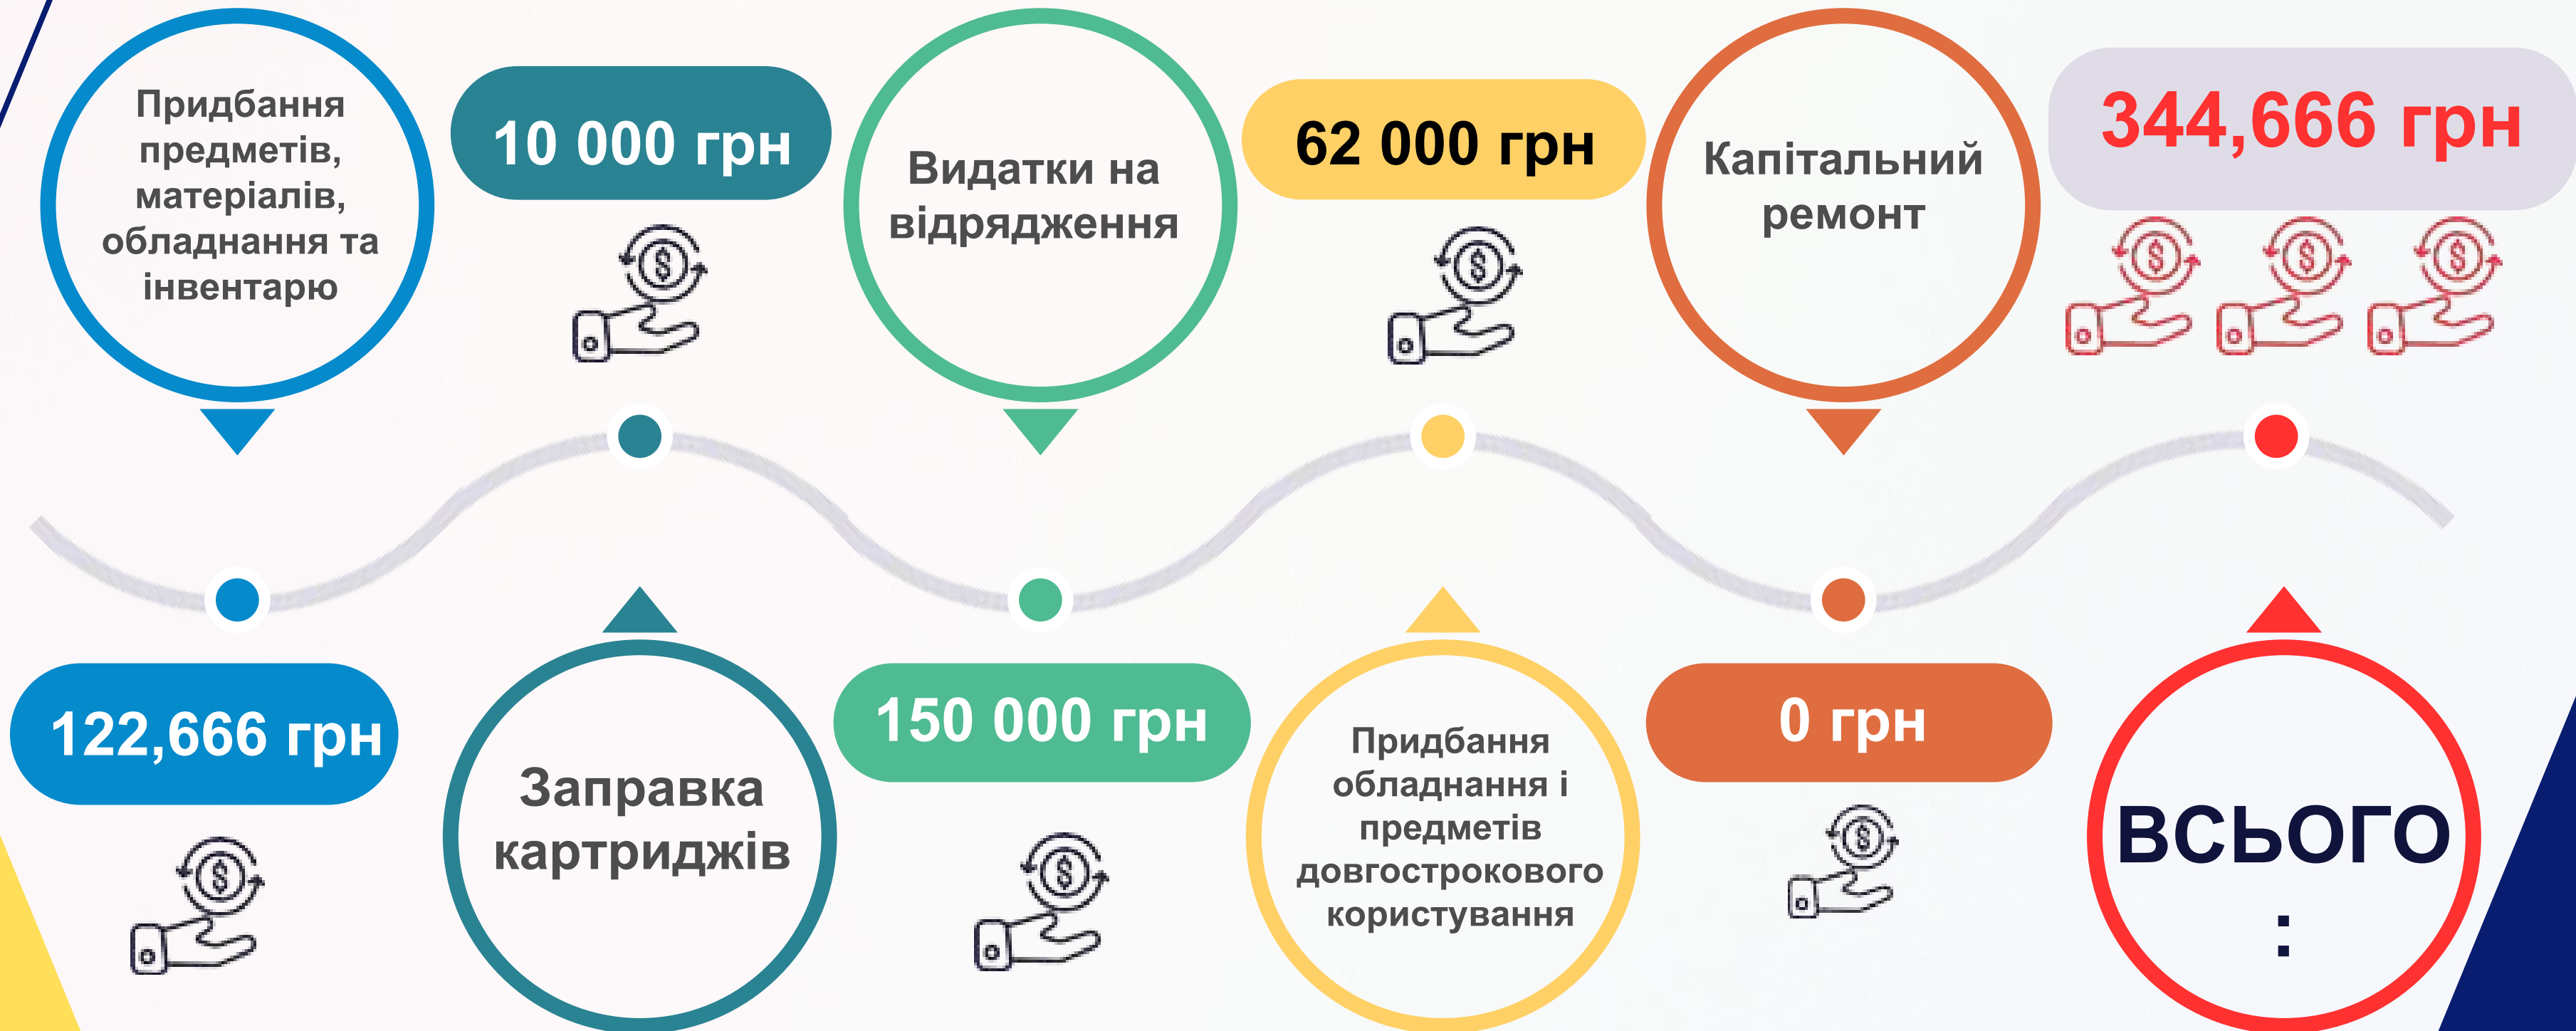 Придбання
предметів,
матеріалів,
обладнання та
інвентарю
122,666 грн
10 000 грн
Заправка
картриджів
Видатки на
відрядження
150 000 грн
62 000 грн
Придбання
обладнання і
предметів
довгострокового
користування
Капітальний
ремонт
0 грн
344,666 грн
ВСЬОГО
: